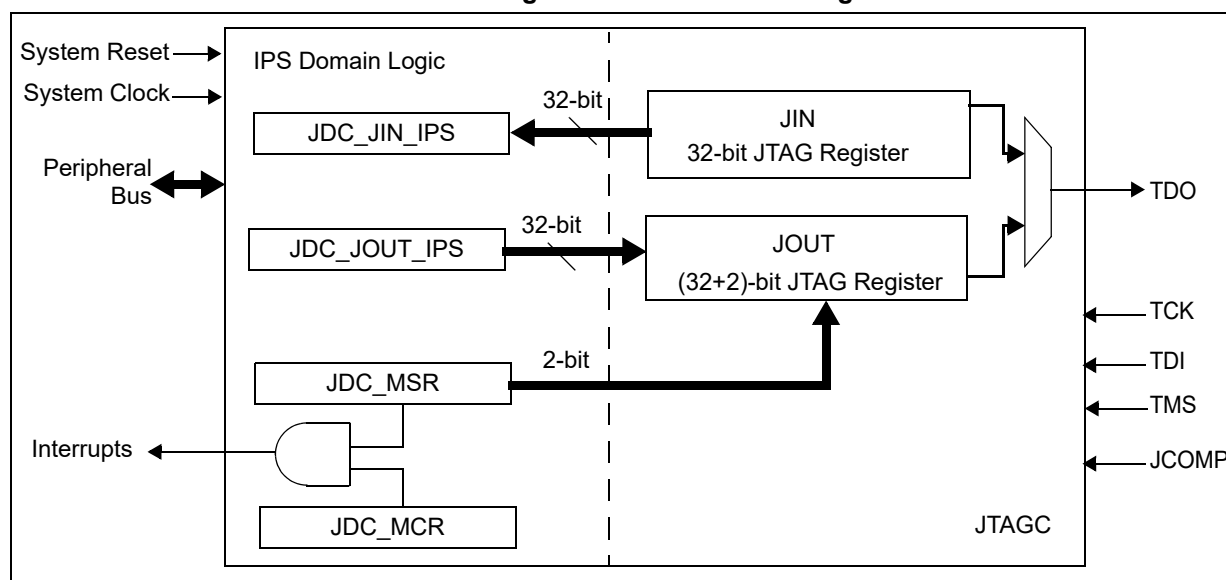 System Reset
System Clock
Peripheral
Bus
IPS Domain Logic
JDC_JIN_IPS
32-bit
JIN
32-bit JTAG Register
TDO
JDC_JOUT_IPS
32-bit
JOUT
(32+2)-bit JTAG Register
TCK
TDI
TMS
JCOMP
JDC_MSR
2-bit
Interrupts
JDC_MCR
JTAGC